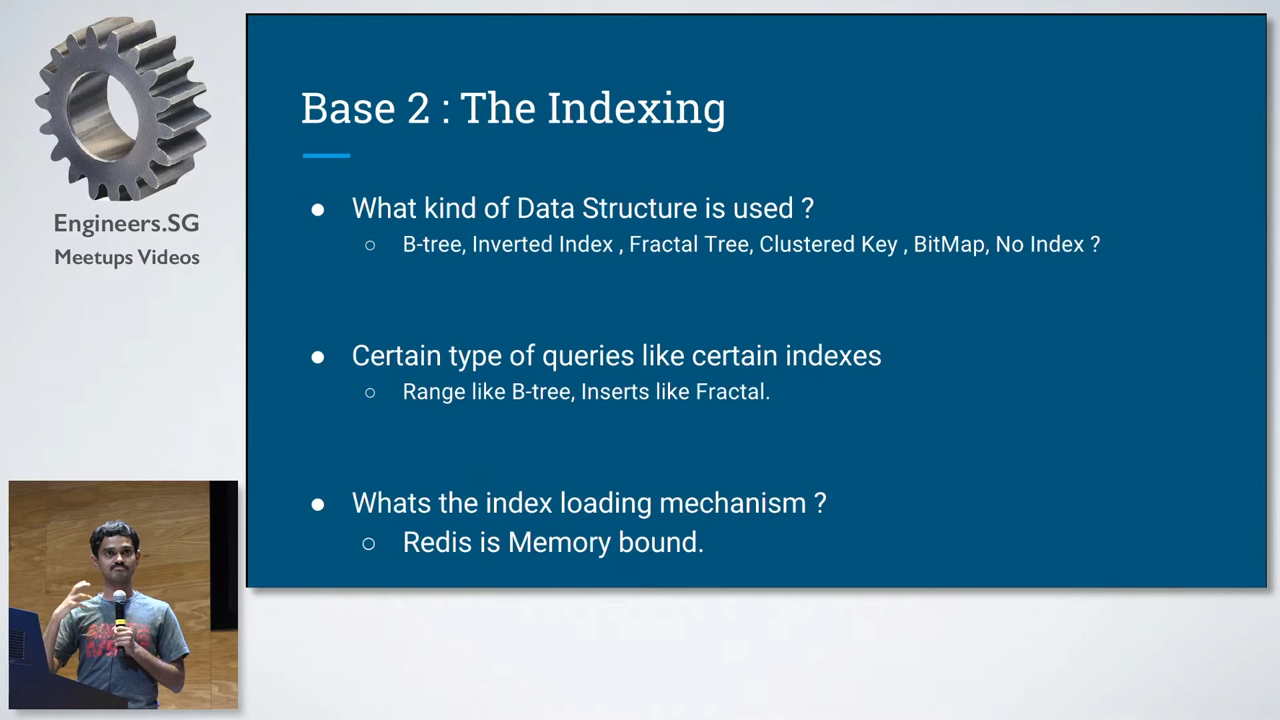 Engineers.SG
Meetups Videos
Base 2 : The Indexing
● What kind of Data Structure is used ?
○ B-tree, Inverted Index , Fractal Tree, Clustered Key , BitMap, No Index ?
● Certain type of queries like certain indexes
○ Range like B-tree, Inserts like Fractal.
● Whats the index loading mechanism ?
○ Redis is Memory bound.